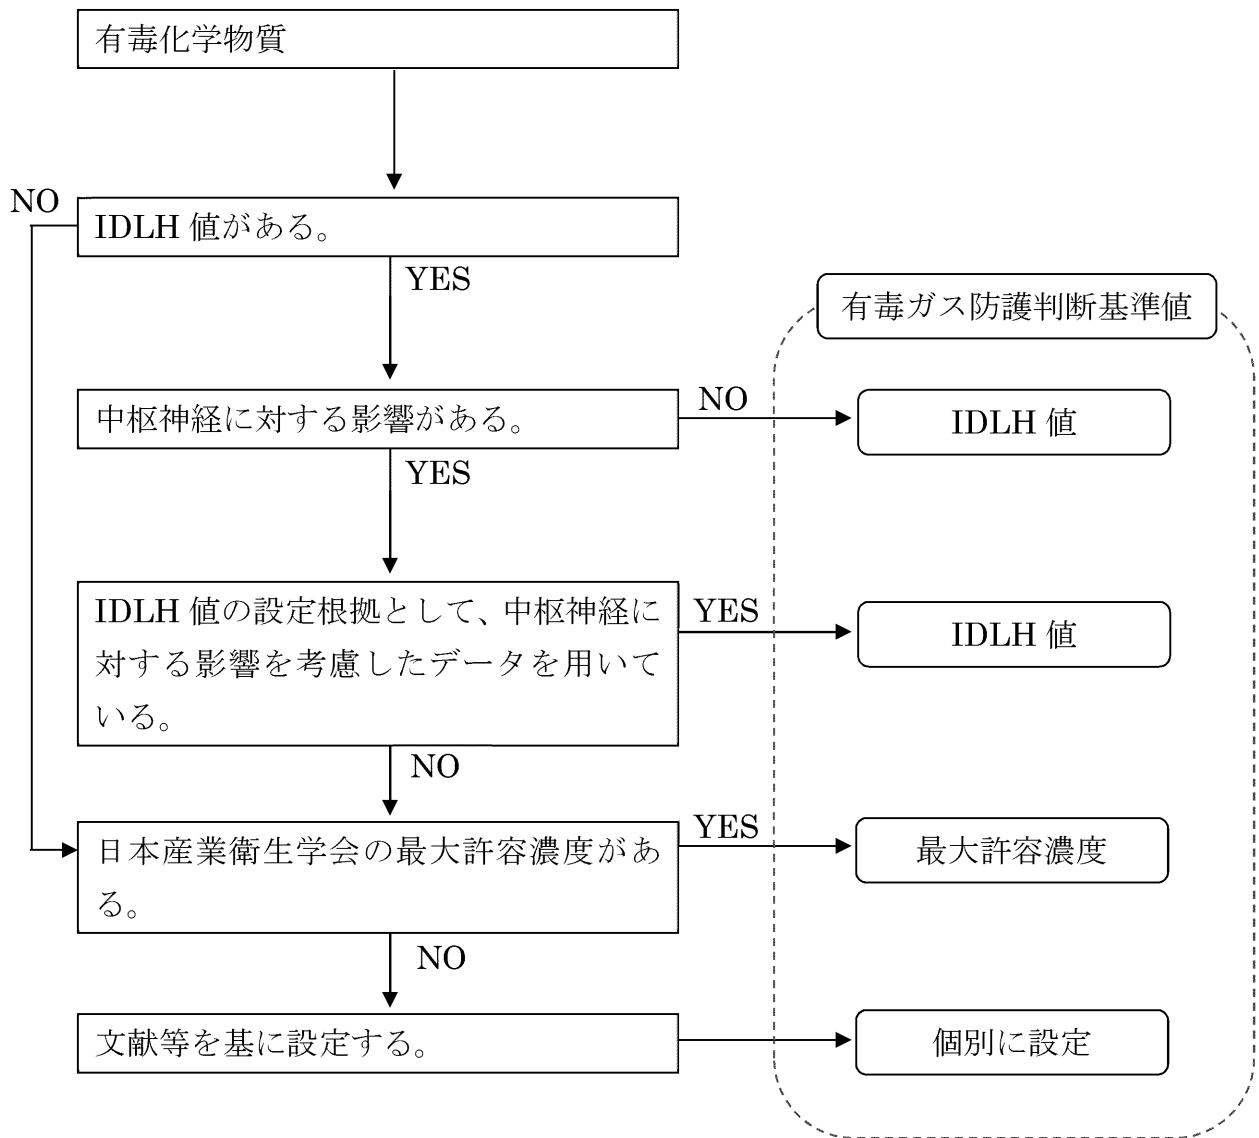 有毒化学物質
NO
IDLH 値がある。
YES
有毒ガス防護判断基準値
中枢神経に対する影響がある。
NO
IDLH 値
YES
IDLH 値の設定根拠として、中枢神経に
対する影響を考慮したデータを用いて
いる。
YES
IDLH 値
NO
日本産業衛生学会の最大許容濃度があ
る。
YES
最大許容濃度
NO
文献等を基に設定する。
個別に設定